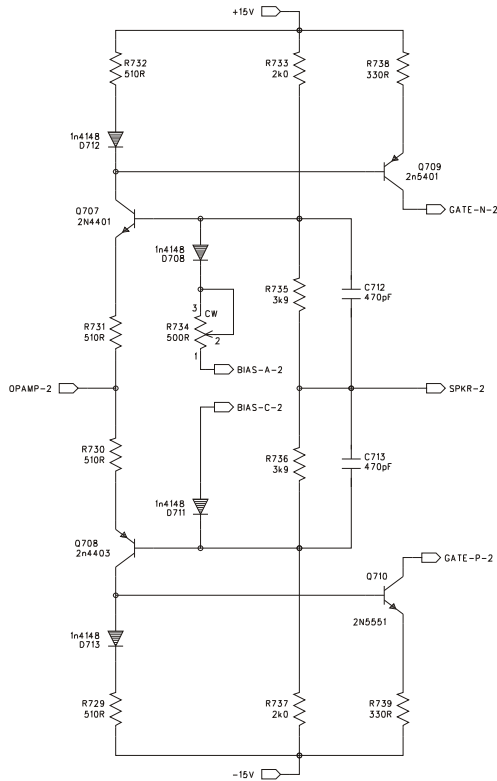 +15V
R732
510R
R733
2k0
R738
330R
1n4148
D712
Q709
2n5401
Q707
2N4401
GATE-N-2
1n4148
D708
R735
3k9
C712
470pF
3
CW
R734
500R
2
1
R731
510R
BIAS-A-2
OPAMP-2
SPKR-2
BIAS-C-2
R730
510R
R736
3k9
C713
470pF
1n4148
D711
Q708
2n4403
GATE-P-2
Q710
2N5551
1n4148
D713
R729
510R
R737
2k0
R739
330R
-15V